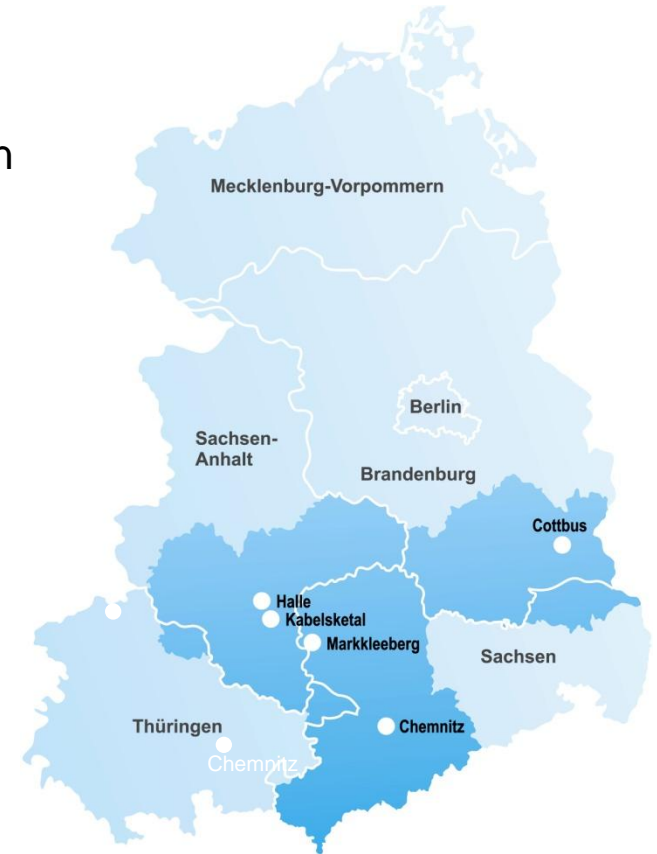 n
Mecklenburg-Vorpommern
Berlin
Sachsen-
Anhalt
Brandenburg
Cottbus
Halle
Kabelsketal
Markkleeberg
Sachsen
Thüringen
Chemnitz
Chemnitz